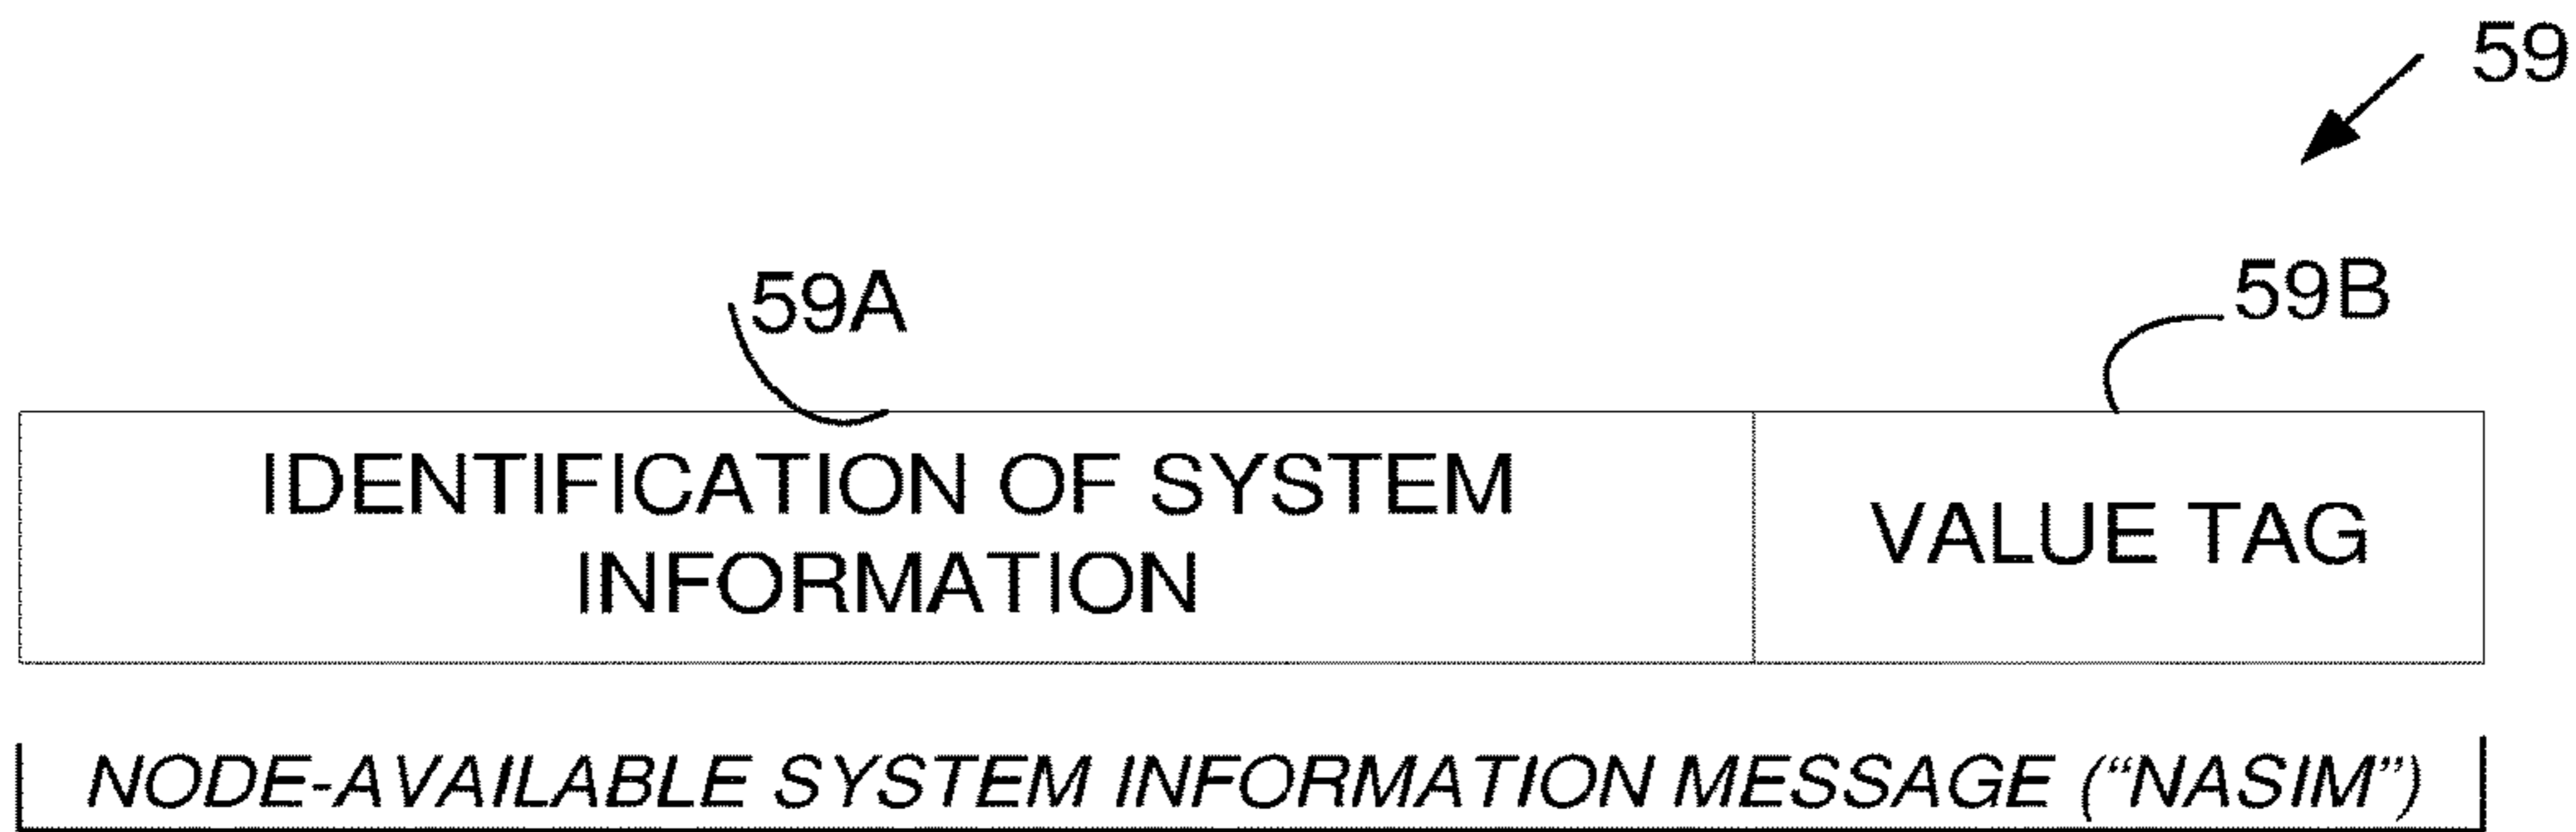 59
59A
59B
IDENTIFICATION OF SYSTEM
INFORMATION
VALUE TAG
NODE-AVAILABLE SYSTEM INFORMATION MESSAGE (“NASIM”)